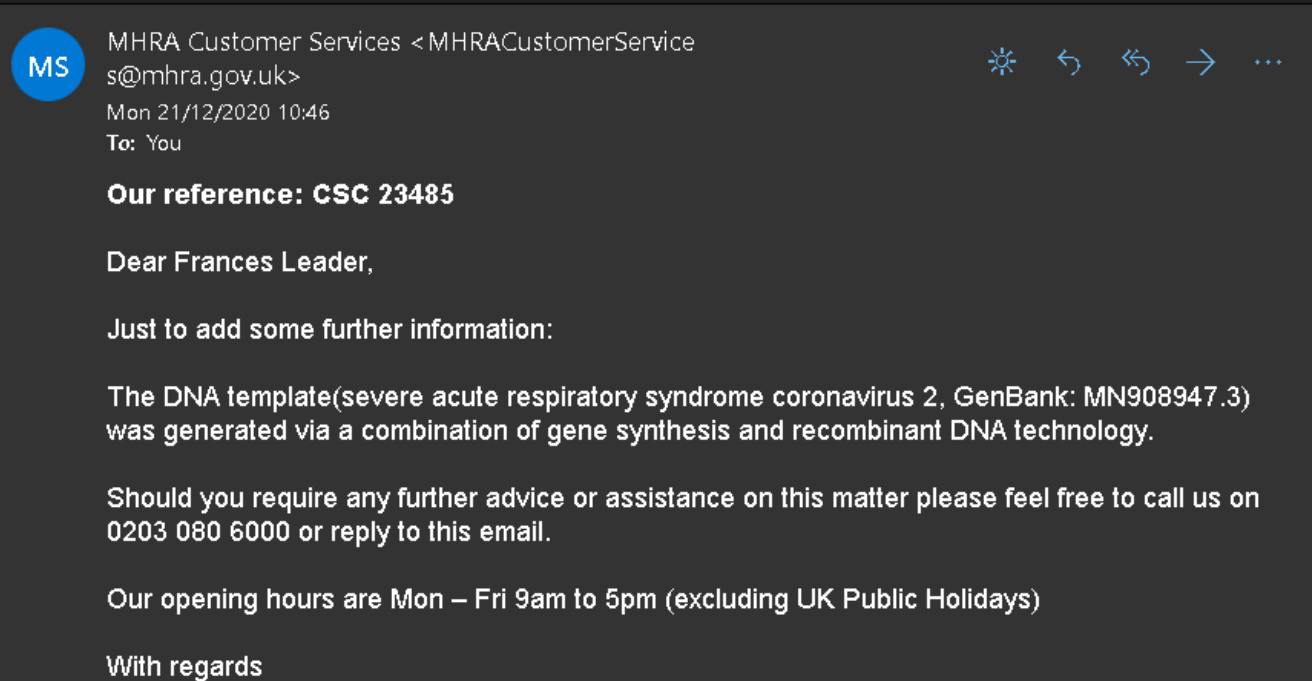 MS
MHRA Customer Services <MHRACustomerService
s@mhra.gov.uk>
Mon 21/12/2020 10:46
To: You
Our reference: CSC 23485
Dear Frances Leader,
Just to add some further information:
The DNA template(severe acute respiratory syndrome coronavirus 2, GenBank: MN908947.3)
was generated via a combination of gene synthesis and recombinant DNA technology.
Should you require any further advice or assistance on this matter please feel free to call us on
0203 080 6000 or reply to this email.
Our opening hours are Mon – Fri 9am to 5pm (excluding UK Public Holidays)
With regards